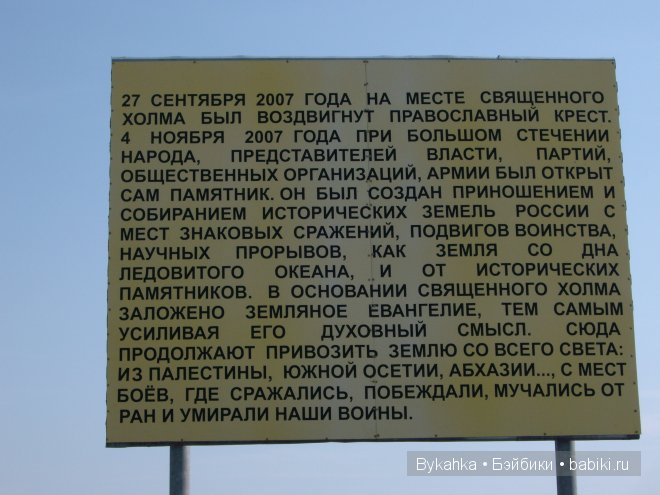 27 СЕНТЯБРЯ 2007 ГОДА НА МЕСТЕ СВЯЩЕННОГО
ХОЛМА БЫЛ ВОЗДВИГНУТ ПРАВОСЛАВНЫЙ КРЕСТ.
4 НОЯБРЯ 2007 ГОДА ПРИ БОЛЬШОМ СТЕЧЕНИИ
НАРОДА, ПРЕДСТАВИТЕЛЕЙ ВЛАСТИ, ПАРТИЙ,
ОБЩЕСТВЕННЫХ ОРГАНИЗАЦИЙ, АРМИИ БЫЛ ОТКРЫТ
САМ ПАМЯТНИК. ОН БЫЛ СОЗДАН ПРИНОШЕНИЕМ И
СОБИРАНИЕМ ИСТОРИЧЕСКИХ ЗЕМЕЛЬ РОССИИ С
МЕСТ ЗНАКОВЫХ СРАЖЕНИЙ, ПОДВИГОВ ВОИНСТВА,
НАУЧНЫХ ПРОРЫВОВ, КАК ЗЕМЛЯ СО ДНА
ЛЕДОВИТОГО ОКЕАНА, И ОТ ИСТОРИЧЕСКИХ
ПАМЯТНИКОВ. В ОСНОВАНИИ СВЯЩЕННОГО ХОЛМА
ЗАЛОЖЕНО ЗЕМЛЯНОЕ ЕВАНГЕЛИЕ, ТЕМ САМЫМ
УСИЛИВАЯ ЕГО ДУХОВНЫЙ СМЫСЛ. СЮДА
ПРОДОЛЖАЮТ ПРИВОЗИТЬ ЗЕМЛЮ СО ВСЕГО СВЕТА:
ИЗ ПАЛЕСТИНЫ, ЮЖНОЙ ОСЕТИИ, АБХАЗИИ..., С МЕСТ
БОЁВ, ГДЕ СРАЖАЛИСЬ, ПОБЕЖДАЛИ, МУЧАЛИСЬ ОТ
РАН И УМИРАЛИ НАШИ ВОИНЫ.
Bykahka • Бэйбики • babiki.ru